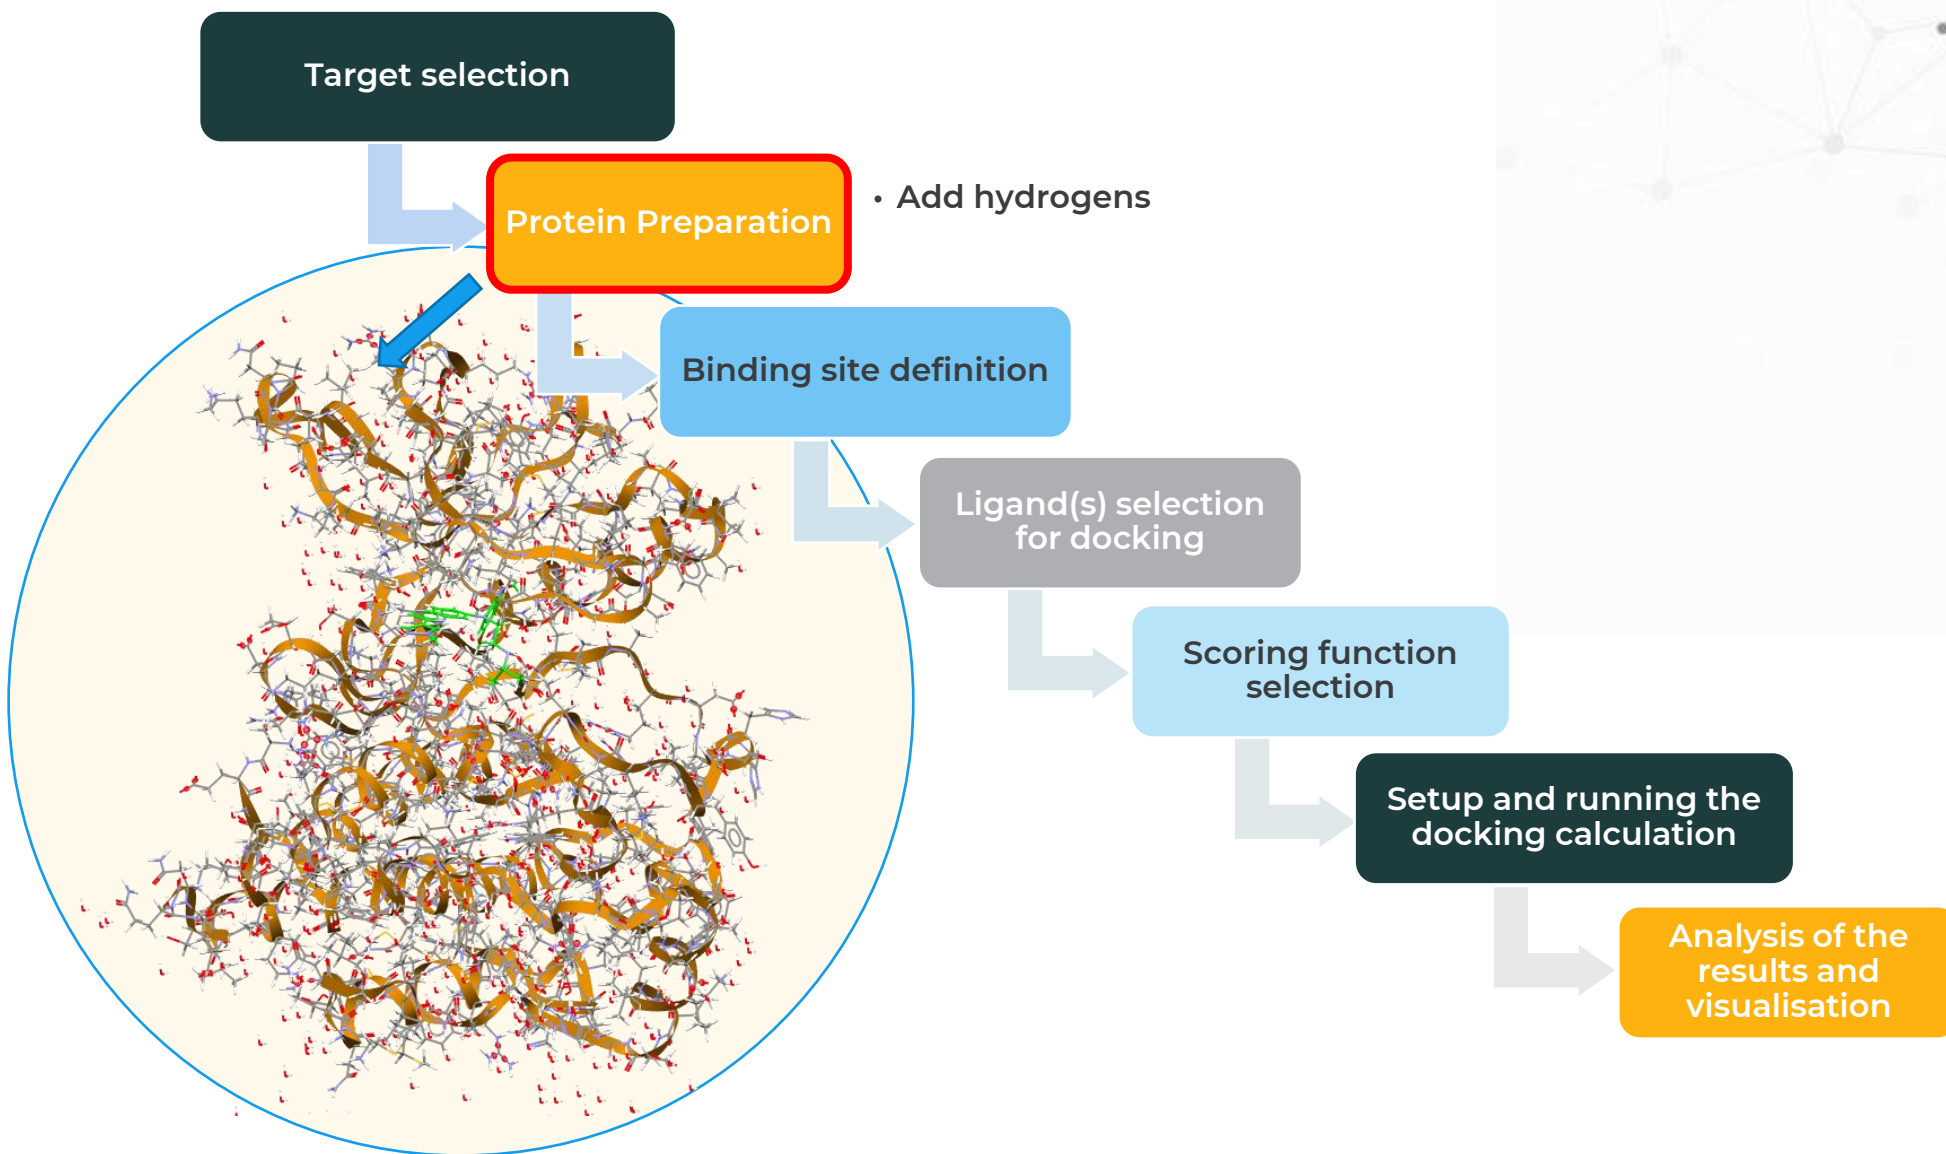 Target selection
Protein Preparation
• Add hydrogens
Binding site definition
Ligand(s) selection
for docking
Scoring function
selection
Setup and running the
docking calculation
Analysis of the
results and
visualisation